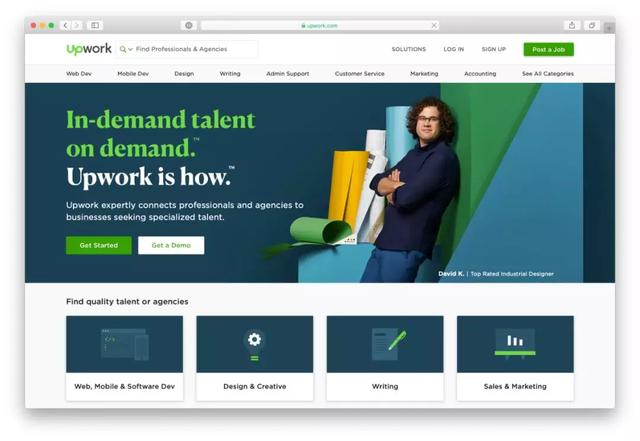 upwork.com
upwork
Find Professionals & Agencies
SOLUTIONS
LOG IN
SIGN UP
Post a Job
Web Dev
Mobile Dev
Design
Writing
Admin Support
Customer Service
Marketing
Accounting
See All Categories
In-demand talent
on demand.™
Upwork is how.™
Upwork expertly connects professionals and agencies to
businesses seeking specialized talent.
Get Started
Get a Demo
David K. | Top Rated Industrial Designer
Find quality talent or agencies
Web, Mobile & Software Dev
Design & Creative
Writing
Sales & Marketing